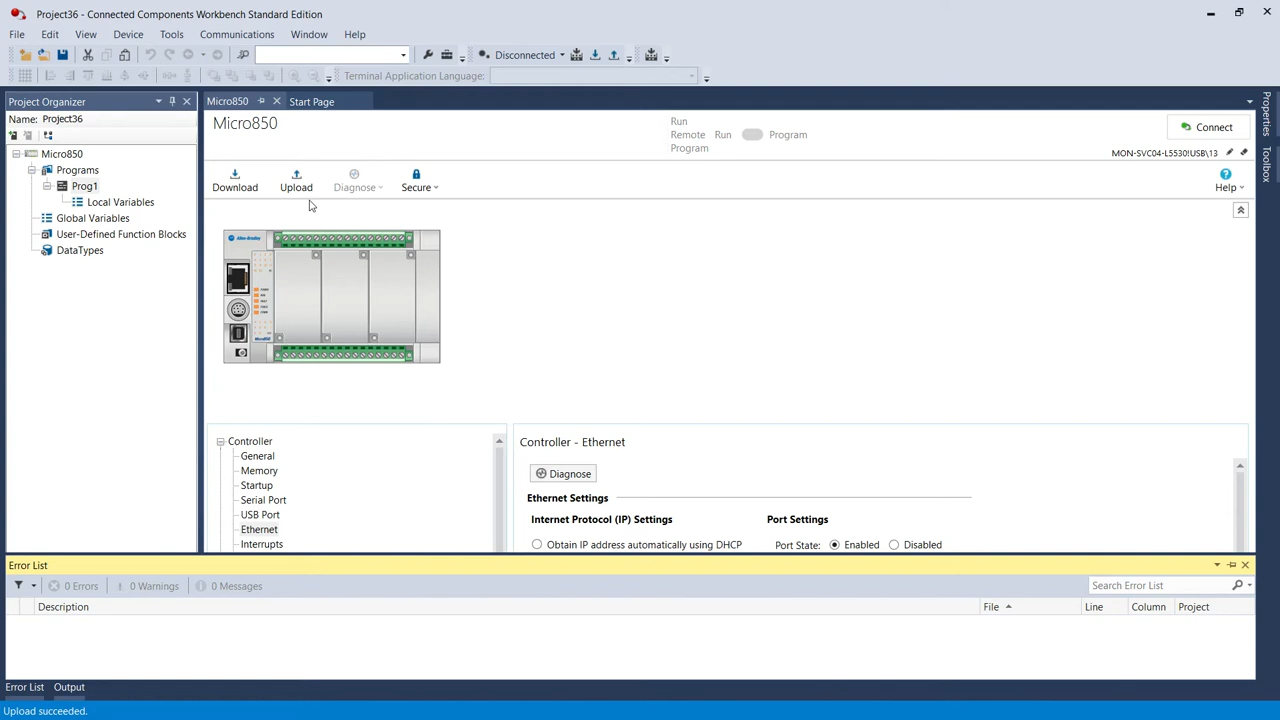 Project36 - Connected Components Workbench Standard Edition
File Edit View Device Tools Communications Window Help
Disconnected
Terminal Application Language:
Project Organizer
Name: Project36
Micro850
Programs
Prog1
Local Variables
Global Variables
User-Defined Function Blocks
DataTypes
Micro850 Start Page
Micro850
Run
Remote Run Program
Program
Connect
MON-SVC04-L5530!USB\13
Download Upload Diagnose Secure Help
Allen-Bradley
Micro850
Controller
General
Memory
Startup
Serial Port
USB Port
Ethernet
Interrupts
Controller - Ethernet
Diagnose
Ethernet Settings
Internet Protocol (IP) Settings Port Settings
Obtain IP address automatically using DHCP Port State: Enabled Disabled
Properties
Toolbox
Error List
0 Errors 0 Warnings 0 Messages Search Error List
Description File Line Column Project
Error List Output
Upload succeeded.